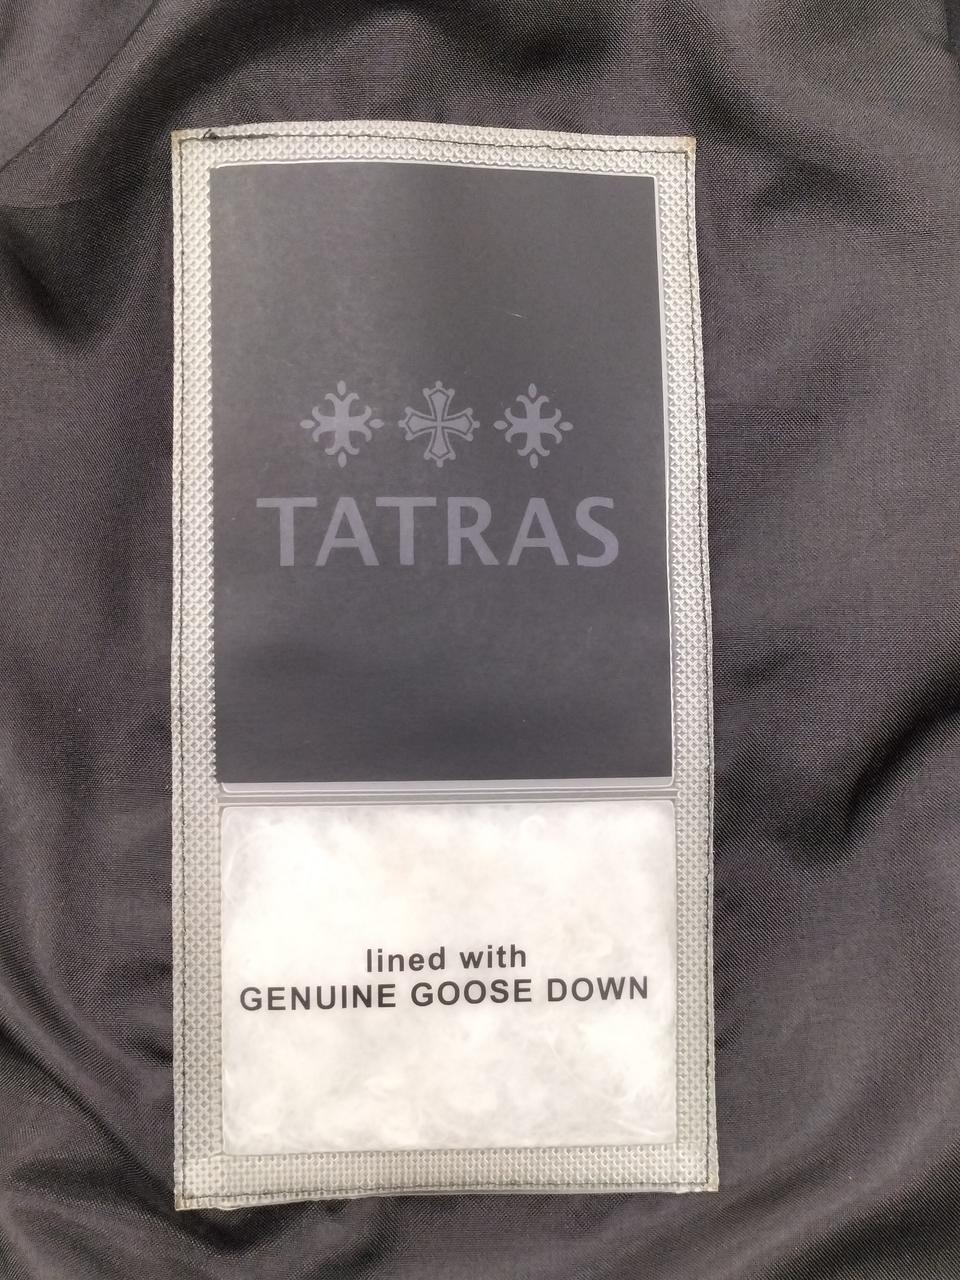 TATRAS
lined with
GENUINE GOOSE DOWN